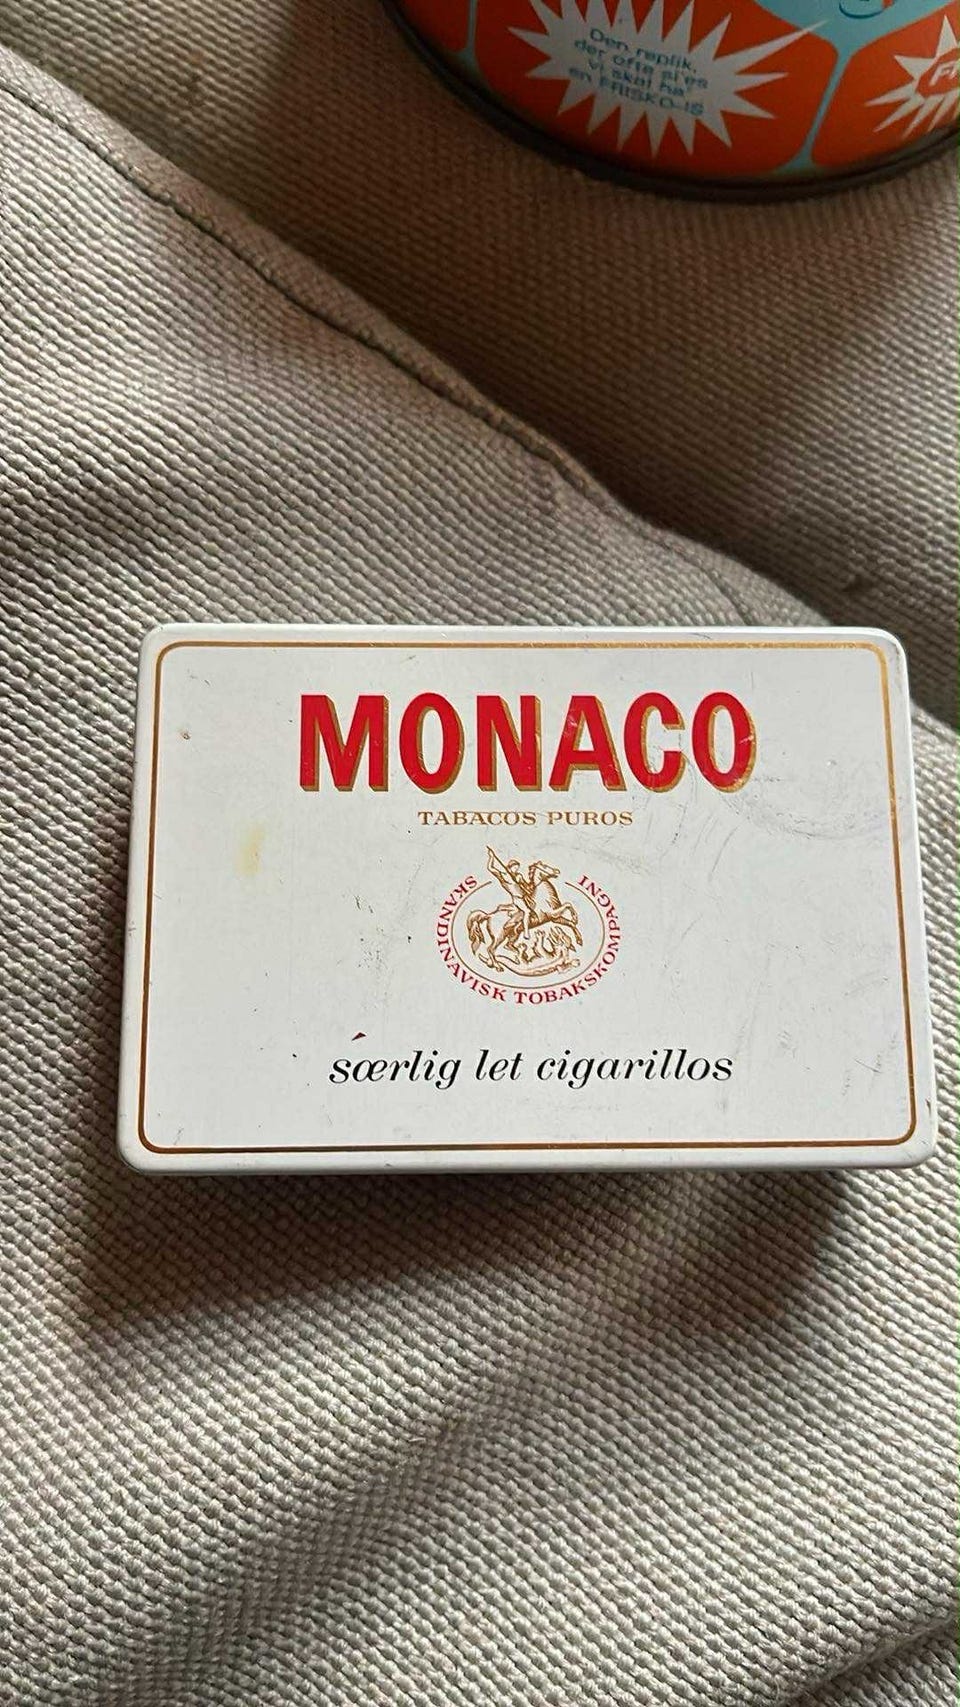 Den replik,
der ofte si'es
vi skal ha'
en FRISKO-IS
MONACO
TABACOS PUROS
SKANDINAVISK TOBAKSKOMPAGNI
særlig let cigarillos